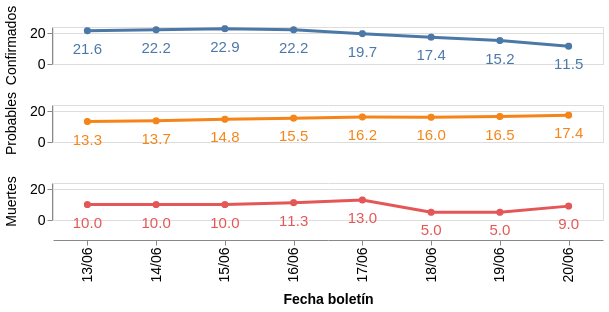 Confirmados
20
0
21.6 22.2 22.9 22.2 19.7 17.4 15.2 11.5
Probables
20
0
13.3 13.7 14.8 15.5 16.2 16.0 16.5 17.4
Muertes
20
0
10.0 10.0 10.0 11.3 13.0 5.0 5.0 9.0
13/06 14/06 15/06 16/06 17/06 18/06 19/06 20/06
Fecha boletín